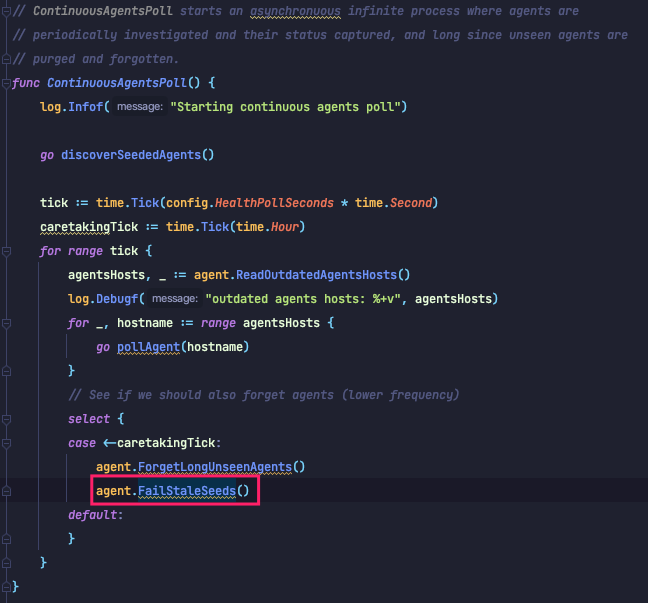 // ContinuousAgentsPoll starts an asynchronuous infinite process where agents are
// periodically investigated and their status captured, and long since unseen agents are
// purged and forgotten.
func ContinuousAgentsPoll() {
    log.Infof( message: "Starting continuous agents poll")

    go discoverSeededAgents()

    tick := time.Tick(config.HealthPollSeconds * time.Second)
    caretakingTick := time.Tick(time.Hour)
    for range tick {
        agentsHosts, _ := agent.ReadOutdatedAgentsHosts()
        log.Debugf( message: "outdated agents hosts: %+v", agentsHosts)
        for _, hostname := range agentsHosts {
            go pollAgent(hostname)
        }
        // See if we should also forget agents (lower frequency)
        select {
        case <-caretakingTick:
            agent.ForgetLongUnseenAgents()
            agent.FailStaleSeeds()
        default:
        }
    }
}